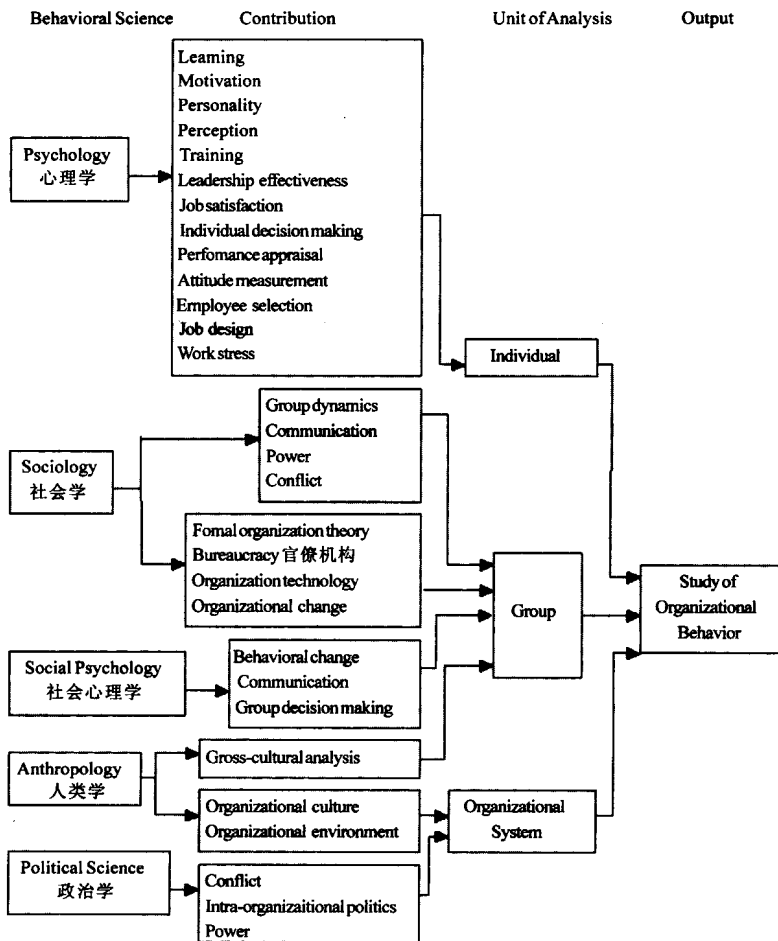 Behavioral Science Contribution Unit of Analysis Output
Psychology
心理学
Learning
Motivation
Personality
Perception
Training
Leadership effectiveness
Job satisfaction
Individual decision making
Perfomance appraisal
Attitude measurement
Employee selection
Job design
Work stress
Individual
Sociology
社会学
Group dynamics
Communication
Power
Conflict
Fomal organization theory
Bureaucracy 官僚机构
Organization technology
Organizational change
Group
Study of
Organizational
Behavior
Social Psychology
社会心理学
Behavioral change
Communication
Group decision making
Anthropology
人类学
Gross-cultural analysis
Organizational culture
Organizational environment
Organizational
System
Political Science
政治学
Conflict
Intra-organizaitional politics
Power